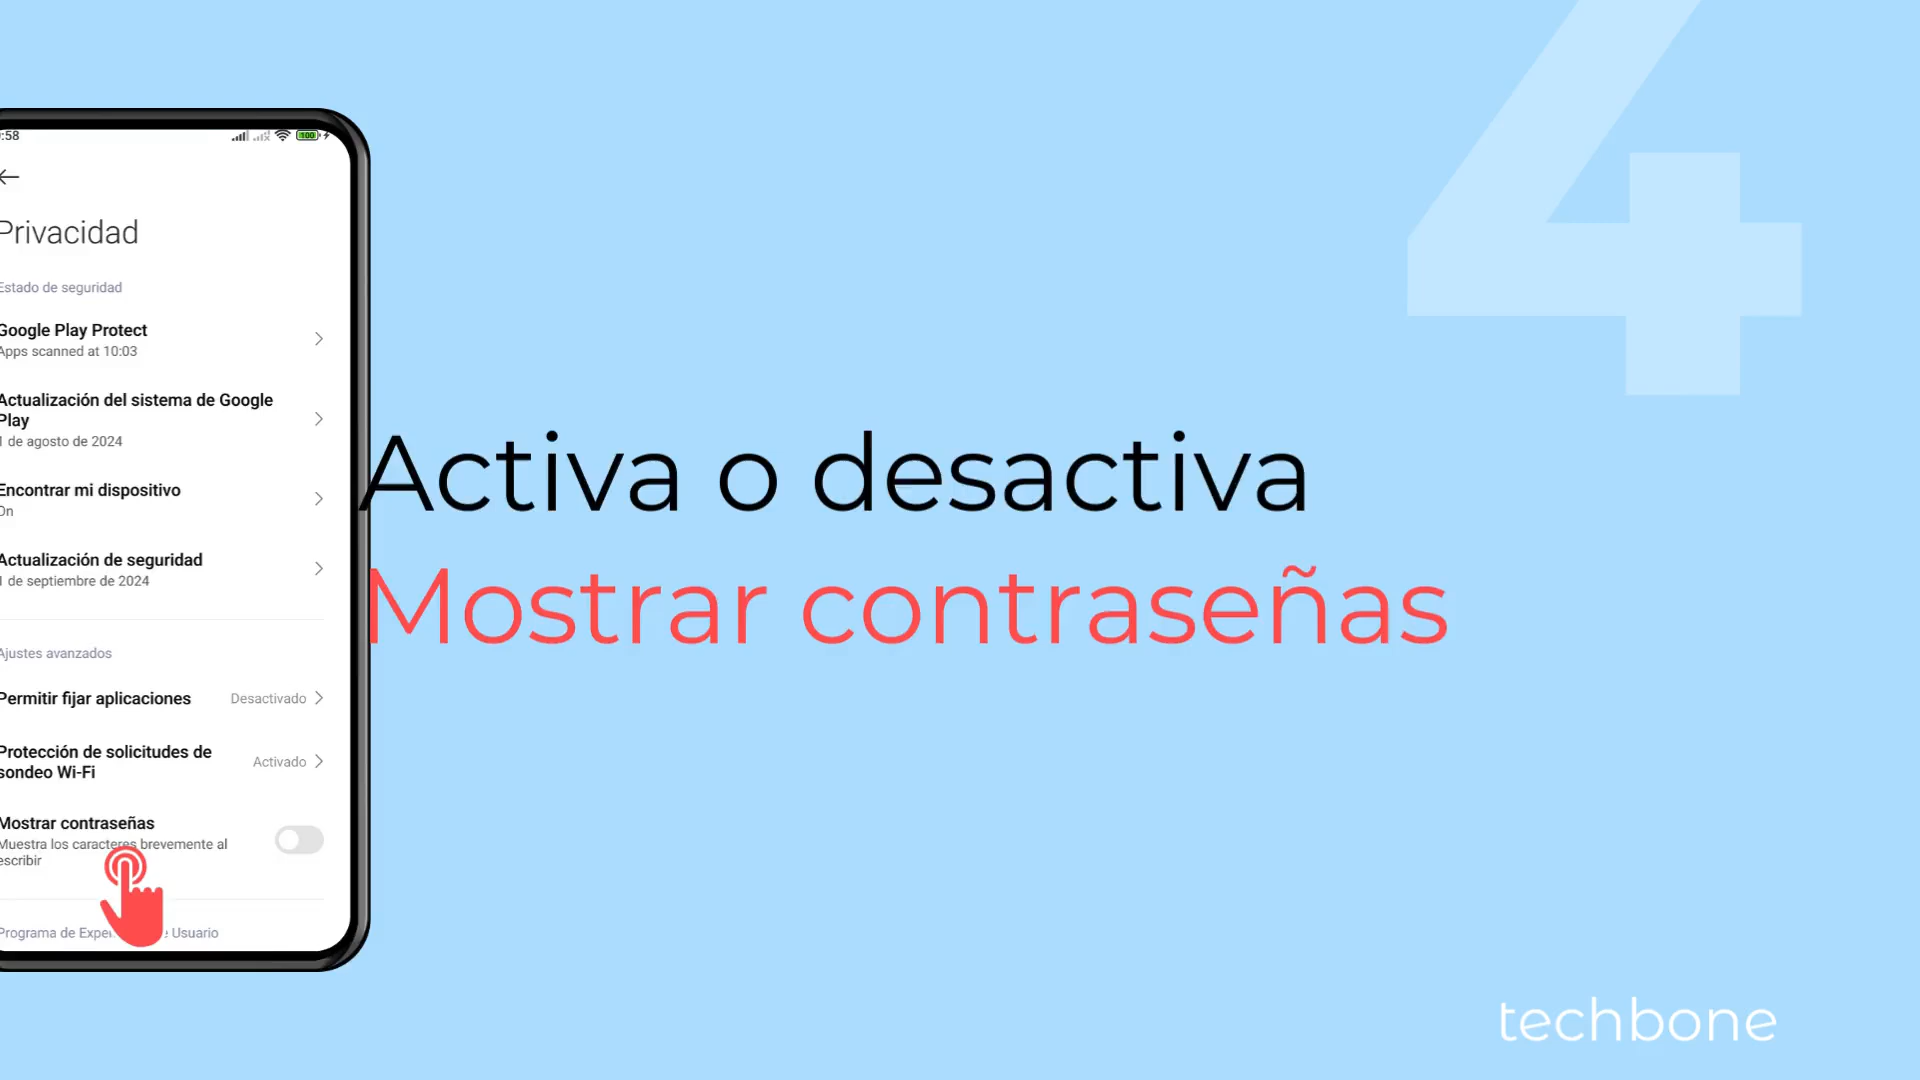 4
:58
100
Privacidad
Estado de seguridad
Google Play Protect
Apps scanned at 10:03
Actualización del sistema de Google
Play
1 de agosto de 2024
Encontrar mi dispositivo
On
Actualización de seguridad
1 de septiembre de 2024
Ajustes avanzados
Permitir fijar aplicaciones
Desactivado
Protección de solicitudes de
sondeo Wi-Fi
Activado
Mostrar contraseñas
Muestra los caracteres brevemente al
escribir
Programa de Usuario
Activa o desactiva
Mostrar contraseñas
techbone